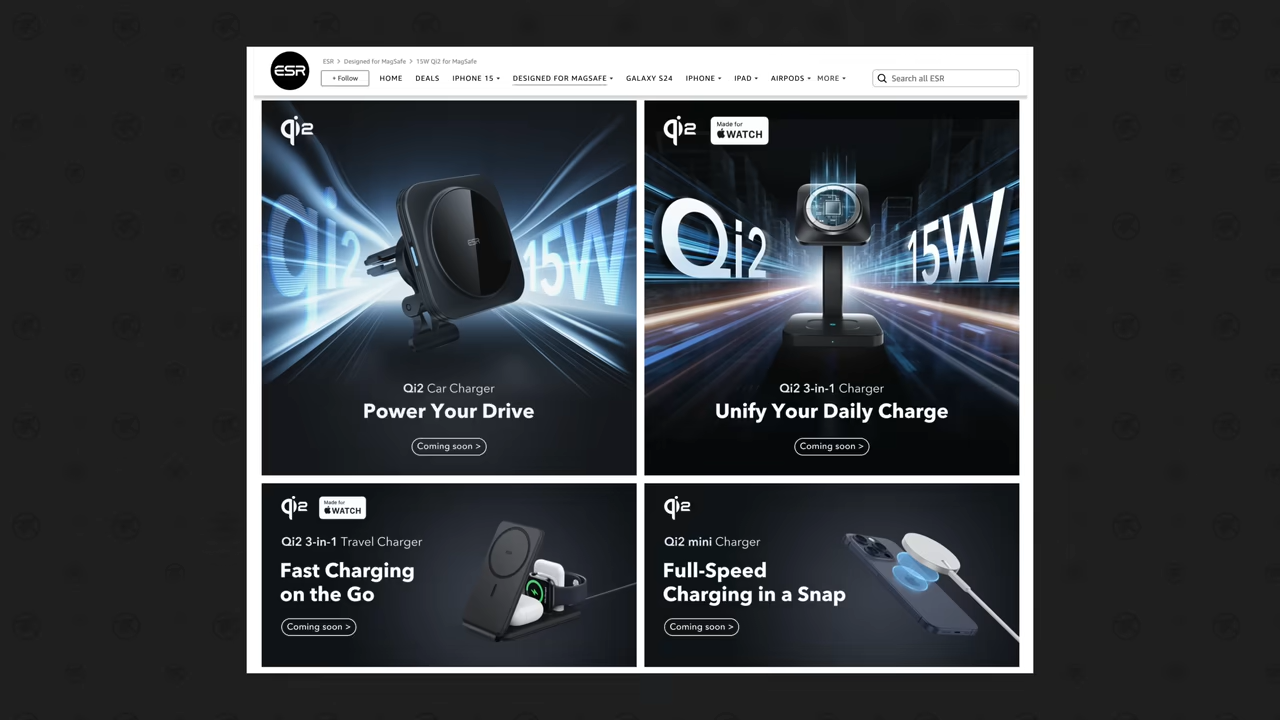 ESR
ESR > Designed for MagSafe > 15W Qi2 for MagSafe
+ Follow
HOME
DEALS
IPHONE 15
DESIGNED FOR MAGSAFE
GALAXY S24
IPHONE
IPAD
AIRPODS
MORE
Search all ESR
qi2
Qi2
15W
ESR
Qi2 Car Charger
Power Your Drive
Coming soon >
qi2
Made for
WATCH
Qi2
15W
Qi2 3-in-1 Charger
Unify Your Daily Charge
Coming soon >
qi2
Made for
WATCH
Qi2 3-in-1 Travel Charger
Fast Charging
on the Go
Coming soon >
qi2
Qi2 mini Charger
Full-Speed
Charging in a Snap
Coming soon >